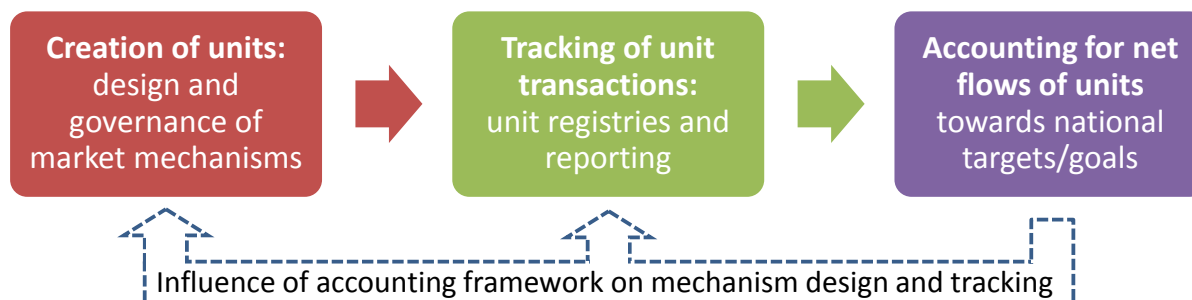 Creation of units:
design and
governance of
market mechanisms
Tracking of unit
transactions:
unit registries and
reporting
Accounting for net
flows of units
towards national
targets/goals
Influence of accounting framework on mechanism design and tracking